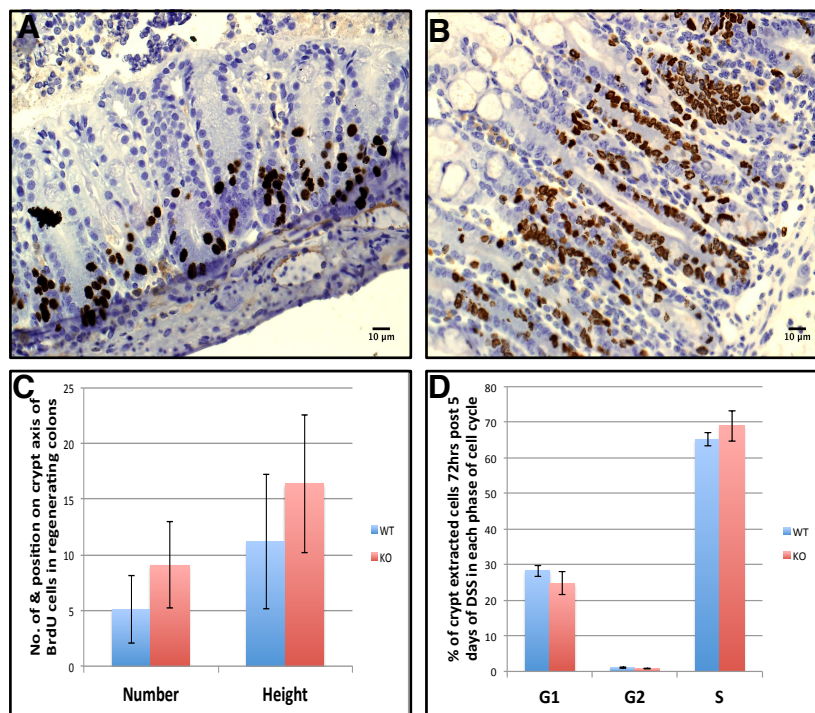 A
10 µm
B
10 µm
C
No. of & position on crypt axis of
BrdU cells in regenerating colons
25
20
15
10
5
0
Number
Height
WT
KO
D
% of crypt extracted cells 72hrs post 5
days of DSS in each phase of cell cycle
80
70
60
50
40
30
20
10
0
G1
G2
S
WT
KO